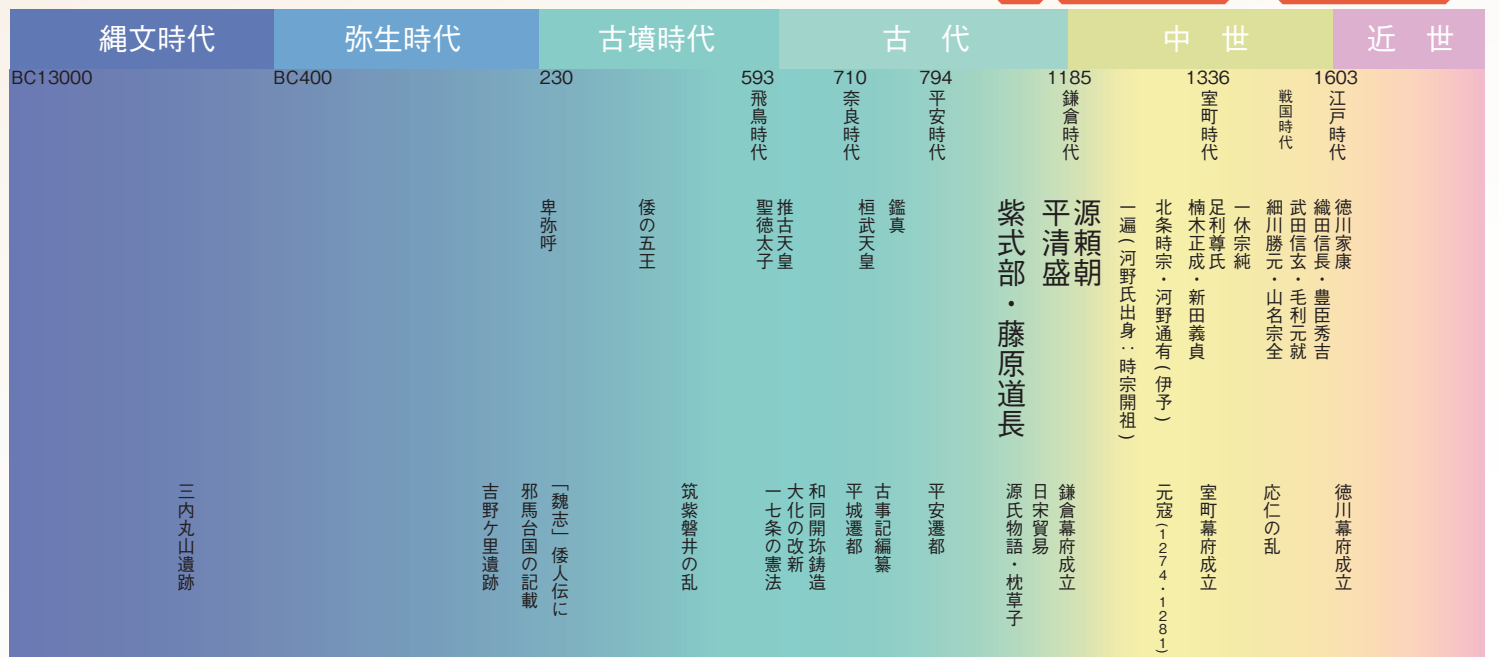 縄文時代
弥生時代
古墳時代
古 代
中 世
近 世
BC13000
BC400
230
593
710
794
1185
1336
1603
飛鳥時代
奈良時代
平安時代
鎌倉時代
室町時代
戦国時代
江戸時代
卑弥呼
倭の五王
推古天皇
聖徳太子
桓武天皇
鑑真
紫式部・藤原道長
源頼朝
平清盛
一遍(河野氏出身:時宗開祖)
北条時宗・河野通有(伊予)
足利尊氏
楠木正成・新田義貞
一休宗純
細川勝元・山名宗全
武田信玄・毛利元就
織田信長・豊臣秀吉
徳川家康
三内丸山遺跡
吉野ケ里遺跡
「魏志」倭人伝に
邪馬台国の記載
筑紫磐井の乱
一七条の憲法
大化の改新
和同開珎鋳造
平城遷都
古事記編纂
平安遷都
源氏物語・枕草子
日宋貿易
鎌倉幕府成立
元寇(1274・1281)
室町幕府成立
応仁の乱
徳川幕府成立